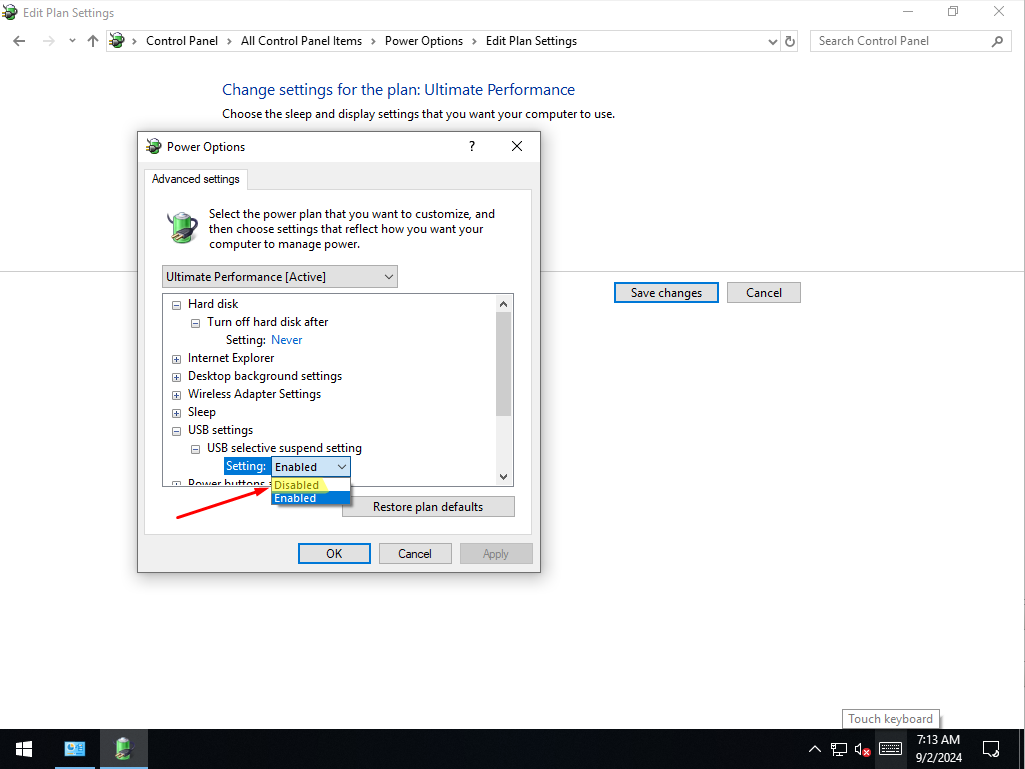 Edit Plan Settings
Control Panel > All Control Panel Items > Power Options > Edit Plan Settings
Search Control Panel
Change settings for the plan: Ultimate Performance
Choose the sleep and display settings that you want your computer to use.
Power Options
?
Advanced settings
Select the power plan that you want to customize, and
then choose settings that reflect how you want your
computer to manage power.
Ultimate Performance [Active]
Hard disk
Turn off hard disk after
Setting: Never
Internet Explorer
Desktop background settings
Wireless Adapter Settings
Sleep
USB settings
USB selective suspend setting
Setting: Enabled
Power buttons
Disabled
Enabled
Restore plan defaults
OK
Cancel
Apply
Save changes
Cancel
Touch keyboard
7:13 AM
9/2/2024